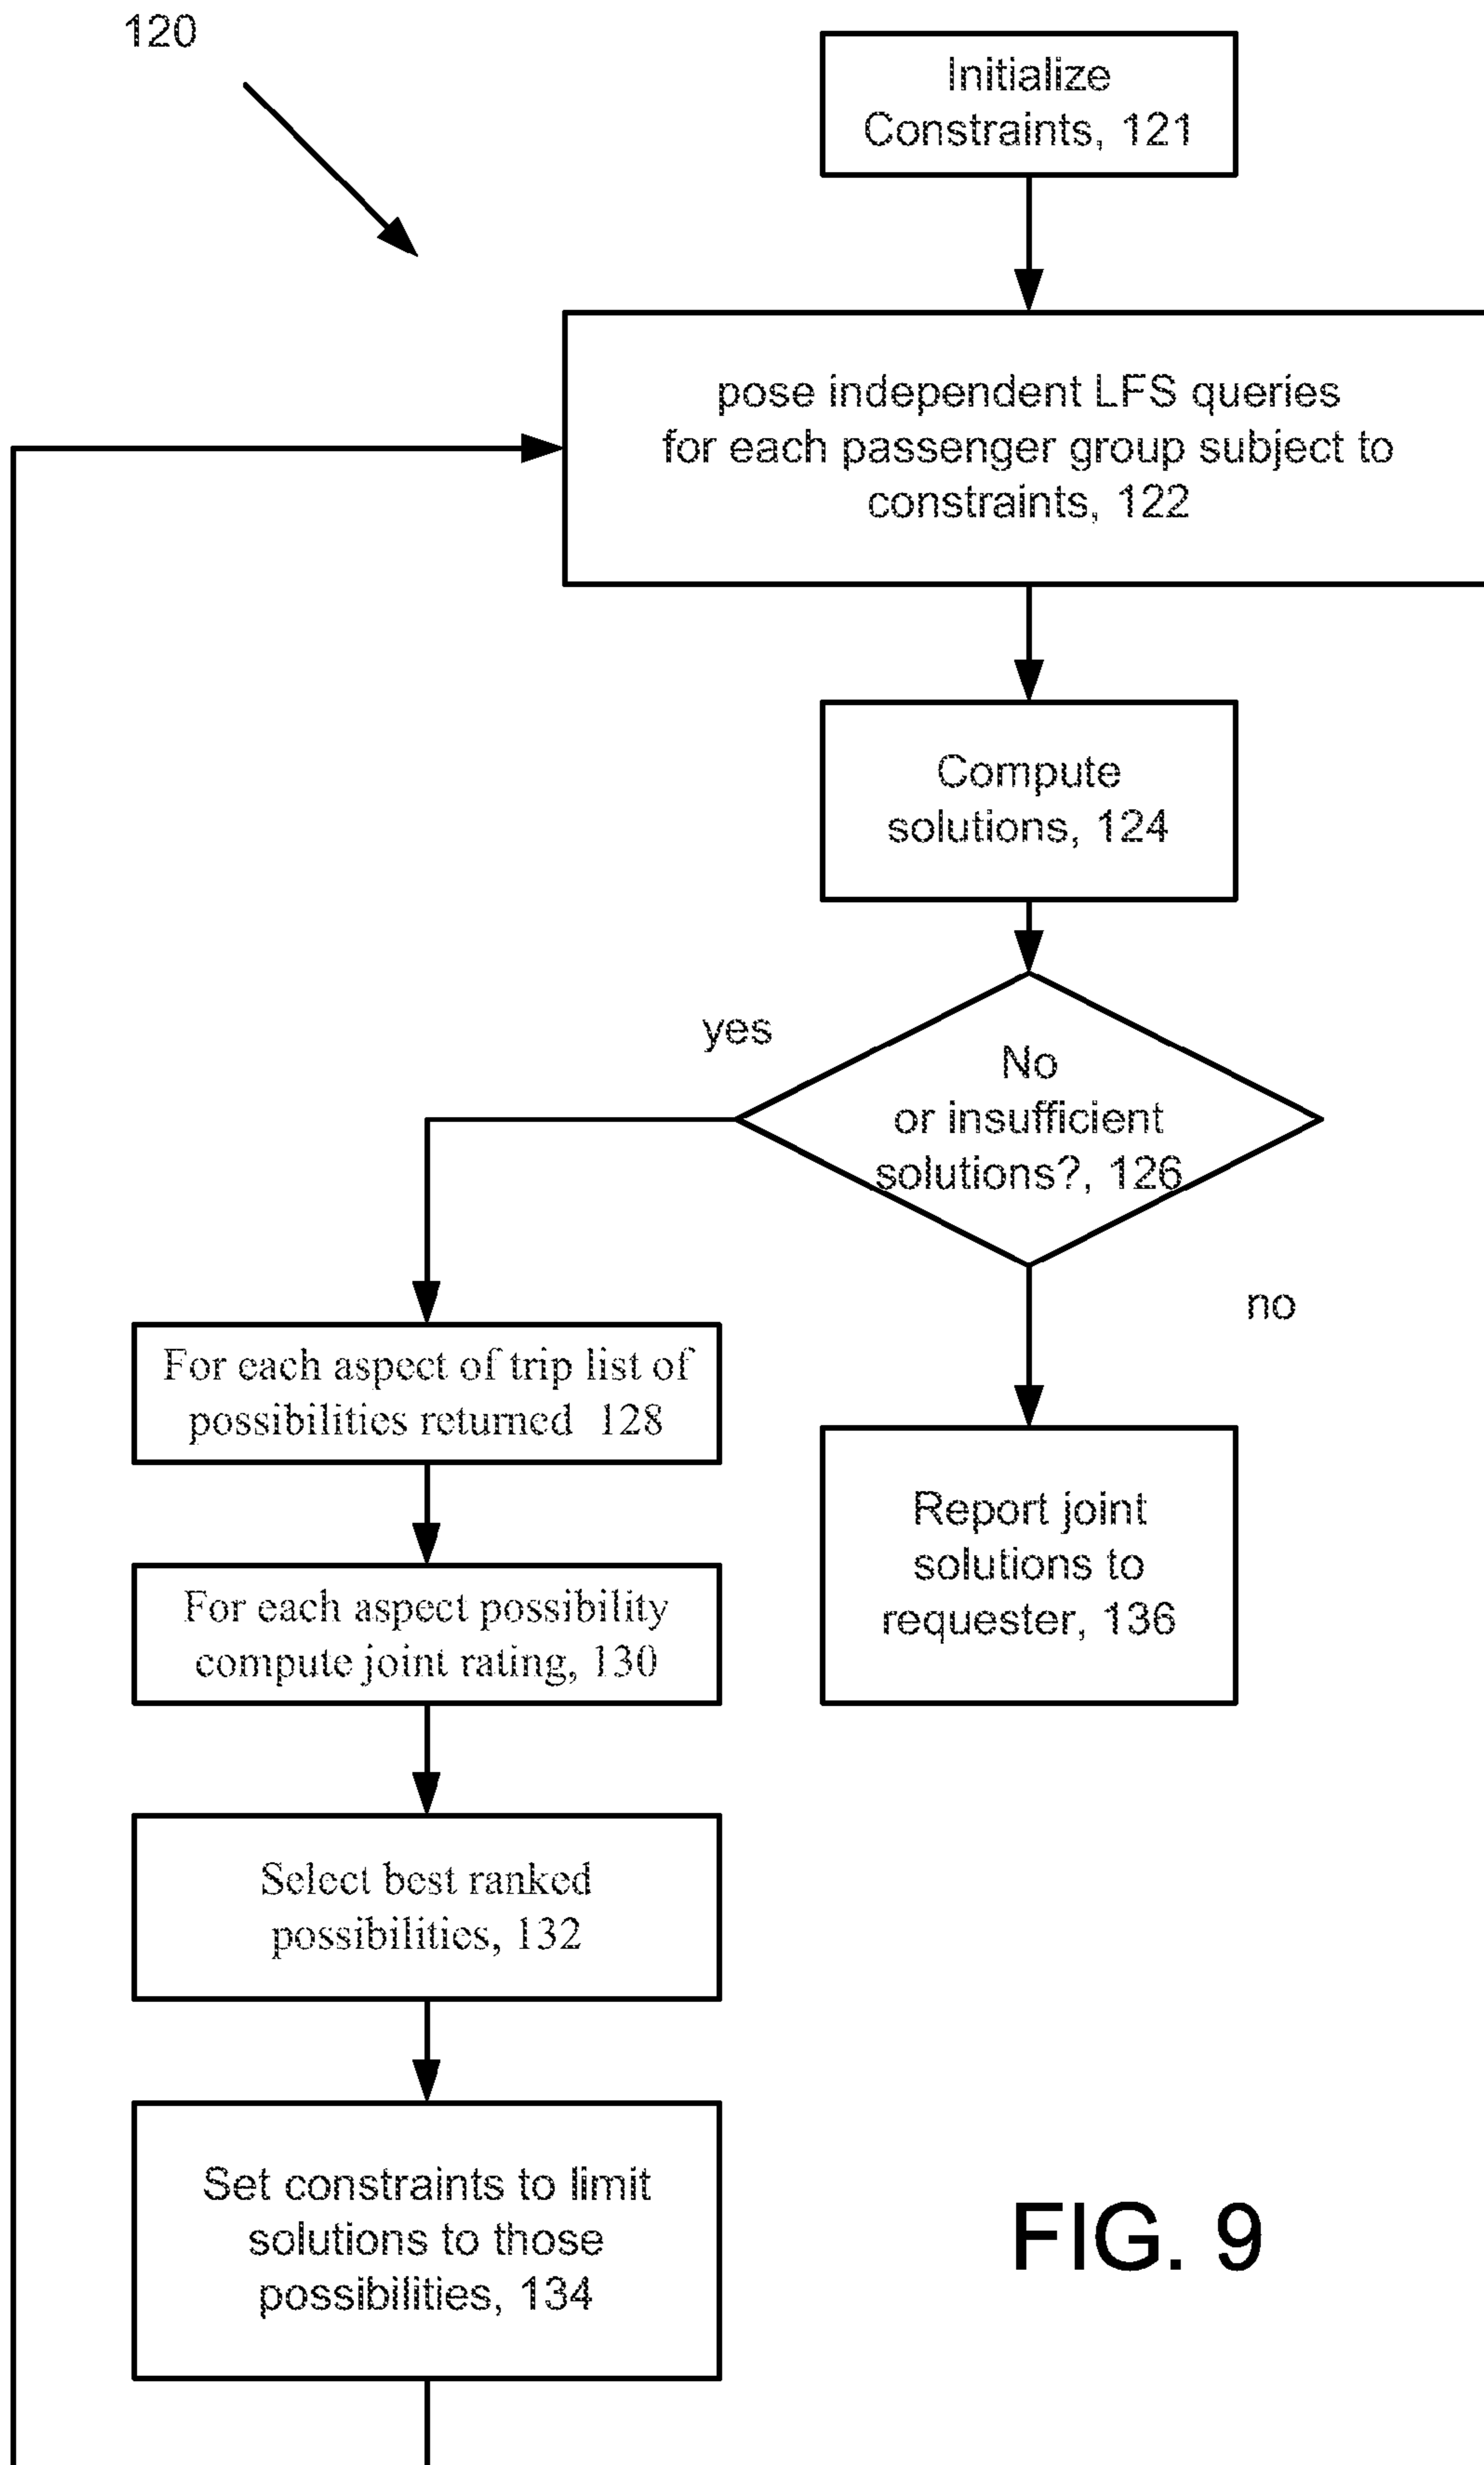 120
Initialize
Constraints, 121
pose independent LFS queries
for each passenger group subject to
constraints, 122
Compute
solutions, 124
yes
No
or insufficient
solutions?, 126
no
For each aspect of trip list of
possibilities returned 128
Report joint
solutions to
requester, 136
For each aspect possibility
compute joint rating, 130
Select best ranked
possibilities, 132
Set constraints to limit
solutions to those
possibilities, 134
FIG. 9